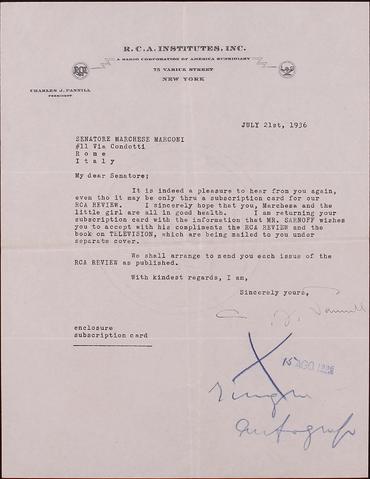 R.C.A. INSTITUTES, INC.
A RADIO CORPORATION OF AMERICA SUBSIDIARY
75 VARICK STREET
NEW YORK
RCA
CHARLES J. PANNILL
PRESIDENT
JULY 21st, 1936
SENATORE MARCHESE MARCONI
#11 Via Condotti
Rome
Italy
My dear Senatore;
It is indeed a pleasure to hear from you again,
even tho it may be only thru a subscription card for our
RCA REVIEW. I sincerely hope that you, Marchesa and the
little girl are all in good health. I am returning your
subscription card with the information that MR. SARNOFF wishes
you to accept with his compliments the RCA REVIEW and the
book on TELEVISION, which are being mailed to you under
separate cover.
We shall arrange to send you each issue of the
RCA REVIEW as published.
With kindest regards, I am,
Sincerely yours,
C. J. Pannill
enclosure
subscription card
15 AGO 1936